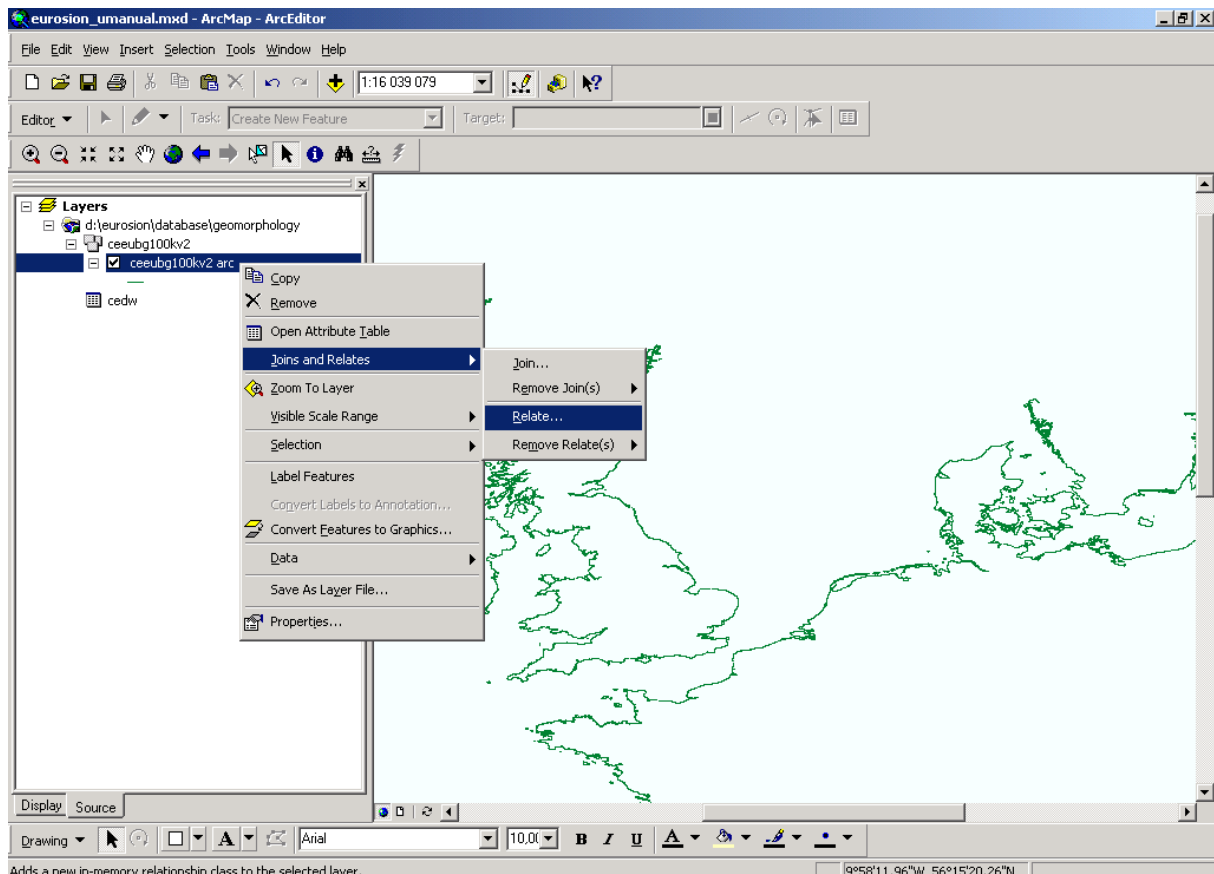 eurosion_umanual.mxd - ArcMap - ArcEditor
File Edit View Insert Selection Tools Window Help
1:16 039 079
Editor Task: Create New Feature Target:
Layers
d:\eurosion\database\geomorphology
ceeubg100kv2
ceeubg100kv2 arc
cedw
Copy
Remove
Open Attribute Table
Joins and Relates
Zoom To Layer
Visible Scale Range
Selection
Label Features
Convert Labels to Annotation...
Convert Features to Graphics...
Data
Save As Layer File...
Properties...
Join...
Remove Join(s)
Relate...
Remove Relate(s)
Display Source
Drawing A Arial 10,0( B I U A
Adds a new in-memory relationship class to the selected layer. 9°58'11,96"W 56°15'20,26"N